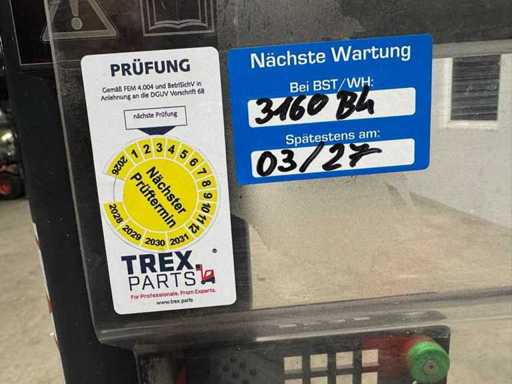 PRÜFUNG
Gemäß FEM 4.004 und BetrSichV in
Anlehnung an die DGUV Vorschrift 68
nächste Prüfung
2026 1 2 3 4 5 6 7 8 9 10 11 12
Nächster
Prüftermin
2028 2029 2030 2031
TREX
PARTS
®
For Professionals. From Experts.
www.trex.parts
Nächste Wartung
Bei BST/WH:
3160 Bh
Spätestens am:
03/27